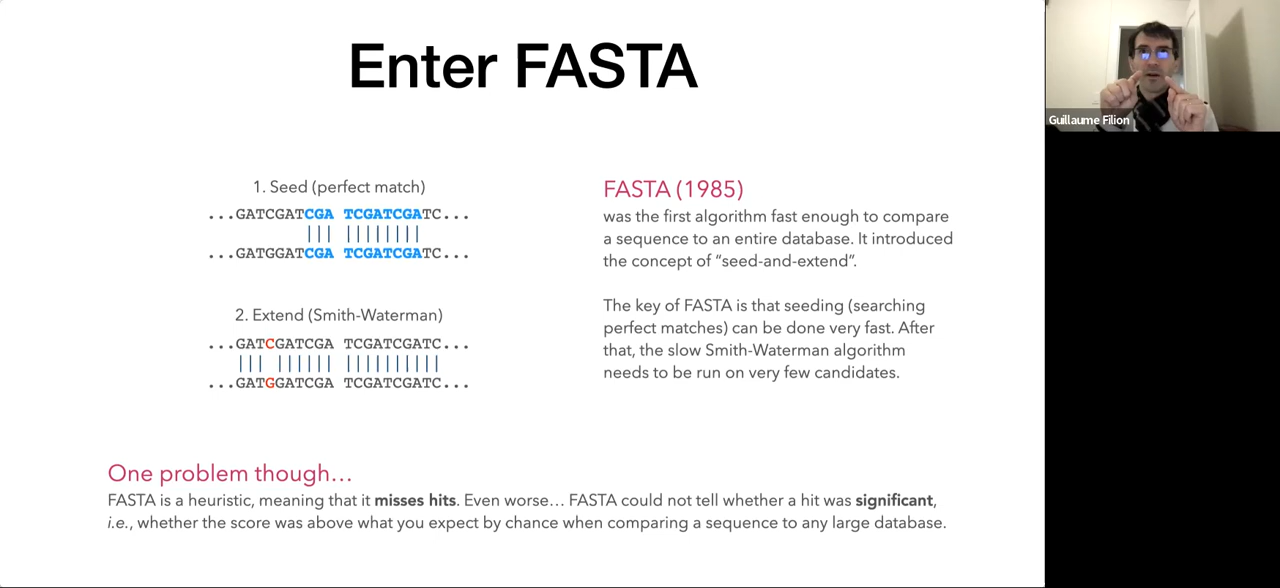 Enter FASTA
Guillaume Filion
1. Seed (perfect match)
...GATCGATCGA TCGATCGATC...
||| ||||||||
...GATGGATCGA TCGATCGATC...
2. Extend (Smith-Waterman)
...GATCGATCGA TCGATCGATC...
||| |||||| ||||||||||
...GATGGATCGA TCGATCGATC...
FASTA (1985)
was the first algorithm fast enough to compare
a sequence to an entire database. It introduced
the concept of “seed-and-extend”.
The key of FASTA is that seeding (searching
perfect matches) can be done very fast. After
that, the slow Smith-Waterman algorithm
needs to be run on very few candidates.
One problem though…
FASTA is a heuristic, meaning that it misses hits. Even worse… FASTA could not tell whether a hit was significant,
i.e., whether the score was above what you expect by chance when comparing a sequence to any large database.